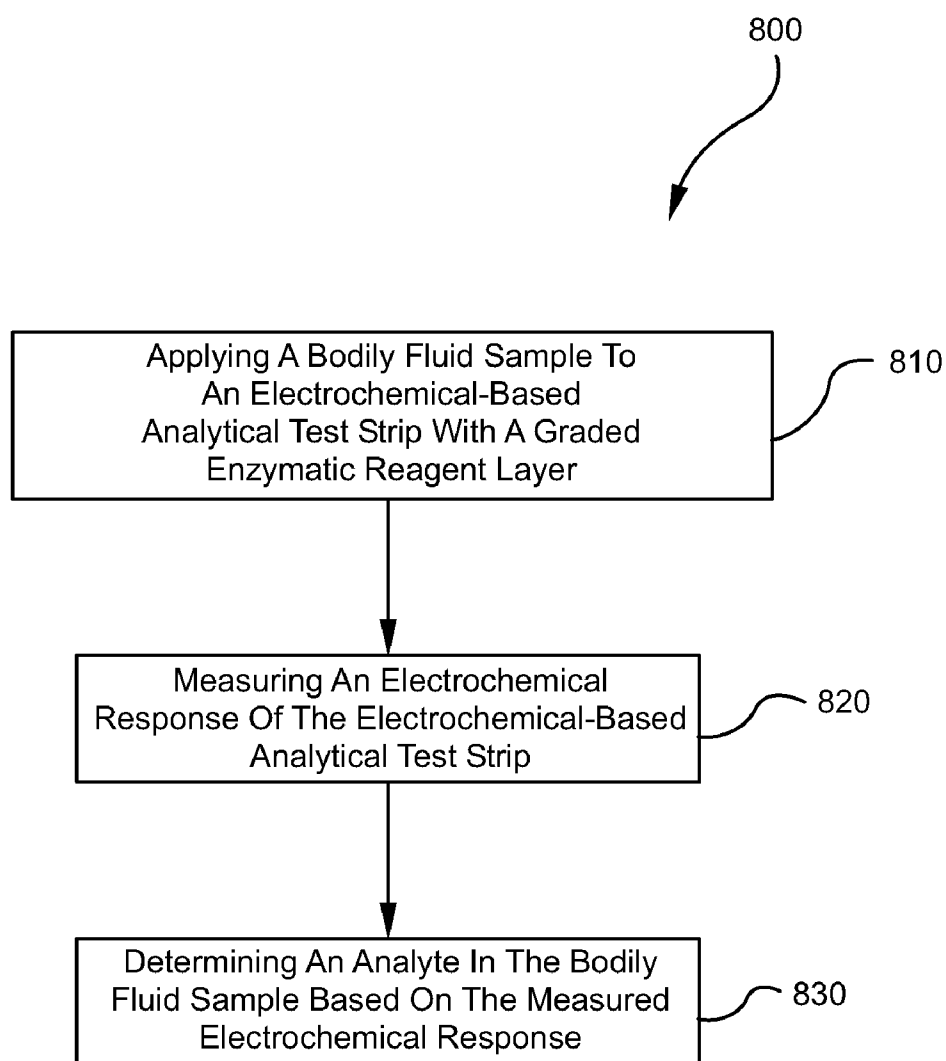 800
Applying A Bodily Fluid Sample To
An Electrochemical-Based
Analytical Test Strip With A Graded
Enzymatic Reagent Layer
810
Measuring An Electrochemical
Response Of The Electrochemical-Based
Analytical Test Strip
820
Determining An Analyte In The Bodily
Fluid Sample Based On The Measured
Electrochemical Response
830